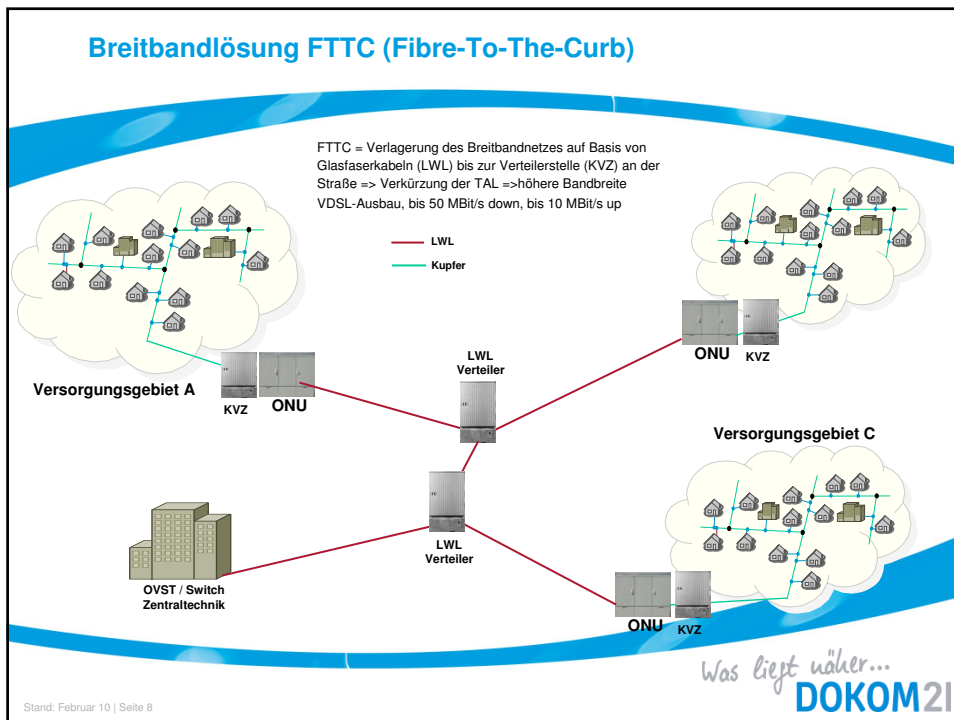 Breitbandlösung FTTC (Fibre-To-The-Curb)
FTTC = Verlagerung des Breitbandnetzes auf Basis von
Glasfaserkabeln (LWL) bis zur Verteilerstelle (KVZ) an der
Straße => Verkürzung der TAL =>höhere Bandbreite
VDSL-Ausbau, bis 50 MBit/s down, bis 10 MBit/s up
LWL
Kupfer
Versorgungsgebiet A
KVZ
ONU
LWL
Verteiler
ONU
KVZ
Versorgungsgebiet C
LWL
Verteiler
OVST / Switch
Zentraltechnik
ONU
KVZ
Was liegt näher...
DOKOM21
Stand: Februar 10 | Seite 8